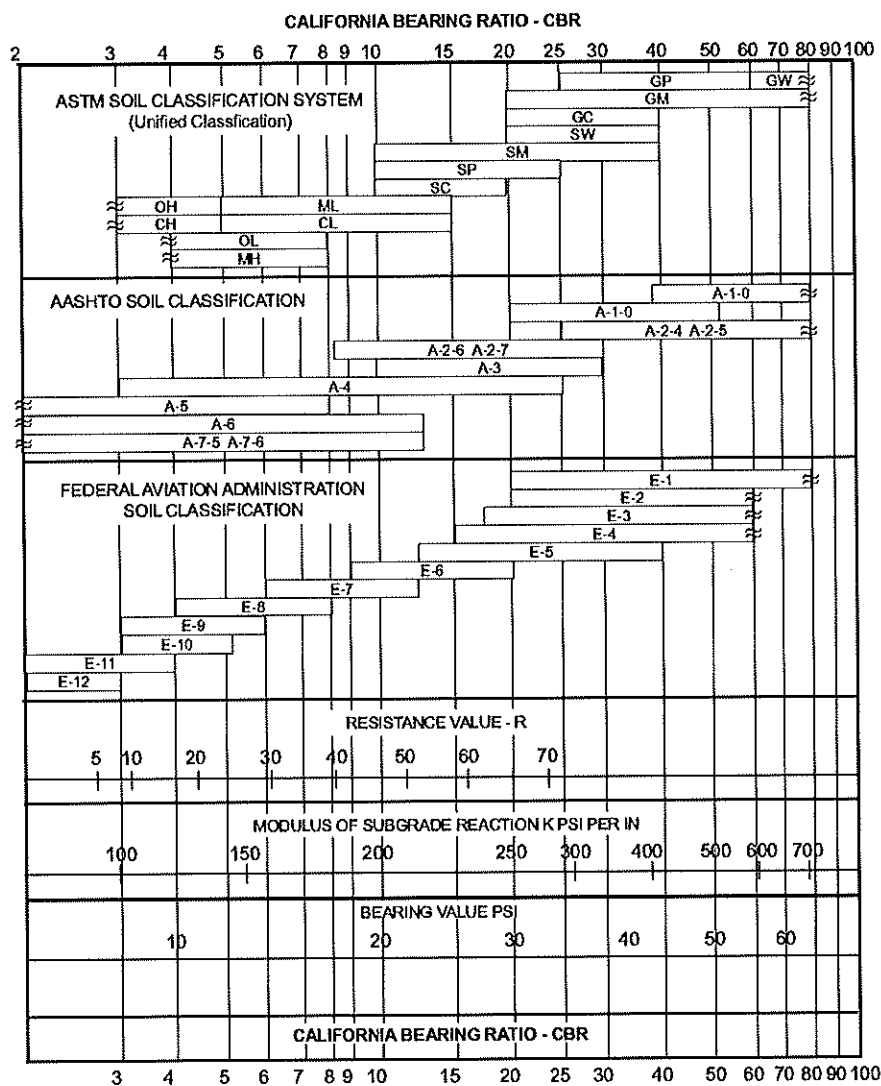 CALIFORNIA BEARING RATIO - CBR
2 3 4 5 6 7 8 9 10 15 20 25 30 40 50 60 70 80 90 100
GP GW
ASTM SOIL CLASSIFICATION SYSTEM
GM
(Unified Classfication)
GC
SW
SM
SP
SC
OH ML
CH CL
OL
MH
AASHTO SOIL CLASSIFICATION
A-1-0
A-1-0
A-2-4 A-2-5
A-2-6 A-2-7
A-3
A-4
A-5
A-6
A-7-5 A-7-6
FEDERAL AVIATION ADMINISTRATION
SOIL CLASSIFICATION
E-1
E-2
E-3
E-4
E-5
E-6
E-7
E-8
E-9
E-10
E-11
E-12
RESISTANCE VALUE - R
5 10 20 30 40 50 60 70
MODULUS OF SUBGRADE REACTION K PSI PER IN
100 150 200 250 300 400 500 600 700
BEARING VALUE PSI
10 20 30 40 50 60
CALIFORNIA BEARING RATIO - CBR
3 4 5 6 7 8 9 10 15 20 25 30 40 50 60 70 80 90 100